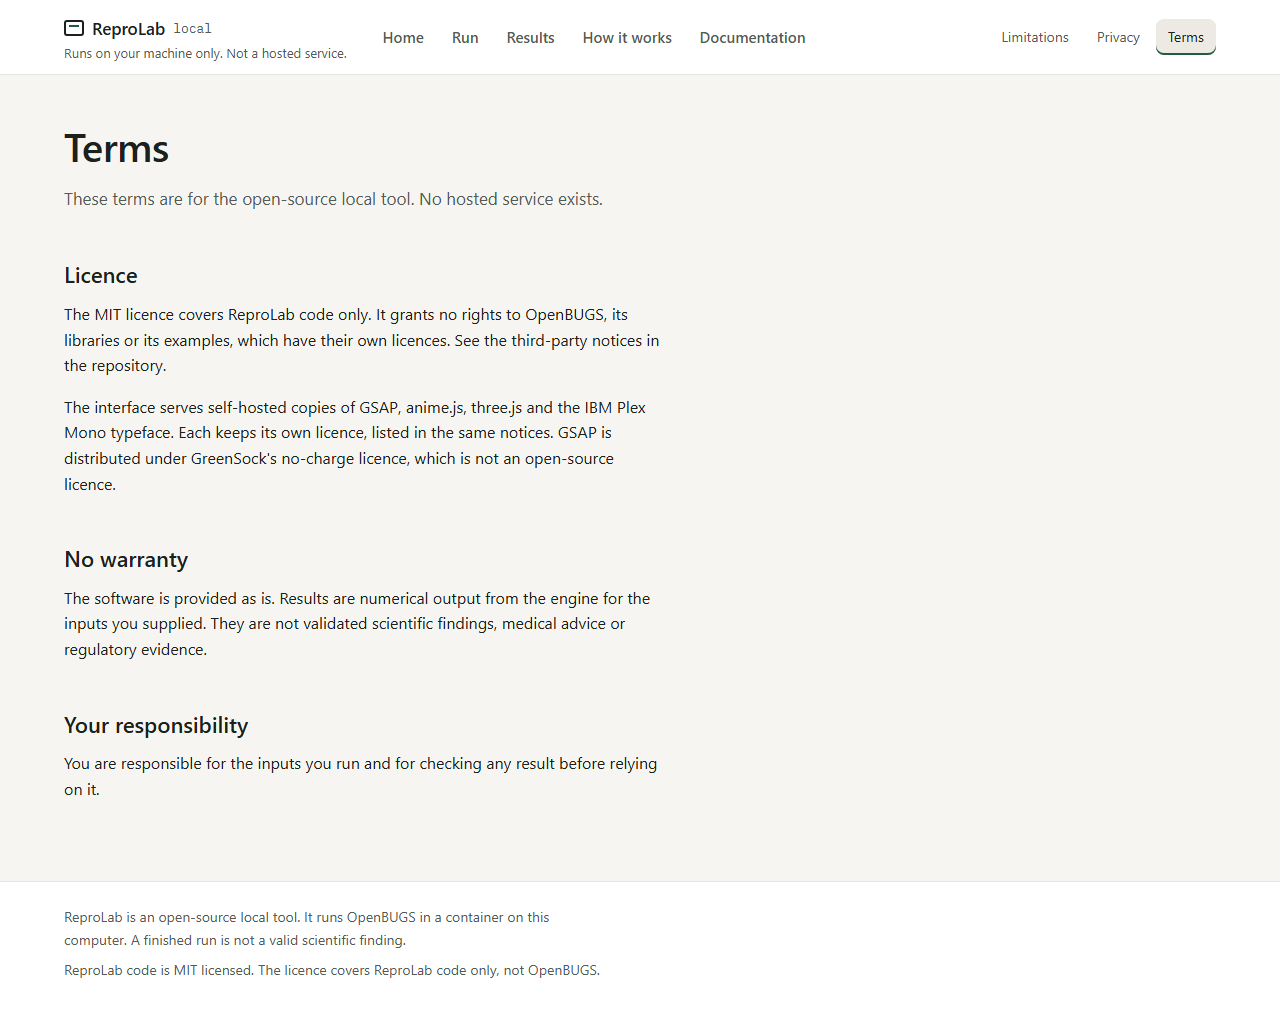 ReproLab local
Runs on your machine only. Not a hosted service.
Home Run Results How it works Documentation
Limitations Privacy Terms
Terms
These terms are for the open-source local tool. No hosted service exists.
Licence
The MIT licence covers ReproLab code only. It grants no rights to OpenBUGS, its
libraries or its examples, which have their own licences. See the third-party notices in
the repository.
The interface serves self-hosted copies of GSAP, anime.js, three.js and the IBM Plex
Mono typeface. Each keeps its own licence, listed in the same notices. GSAP is
distributed under GreenSock's no-charge licence, which is not an open-source
licence.
No warranty
The software is provided as is. Results are numerical output from the engine for the
inputs you supplied. They are not validated scientific findings, medical advice or
regulatory evidence.
Your responsibility
You are responsible for the inputs you run and for checking any result before relying
on it.
ReproLab is an open-source local tool. It runs OpenBUGS in a container on this
computer. A finished run is not a valid scientific finding.
ReproLab code is MIT licensed. The licence covers ReproLab code only, not OpenBUGS.